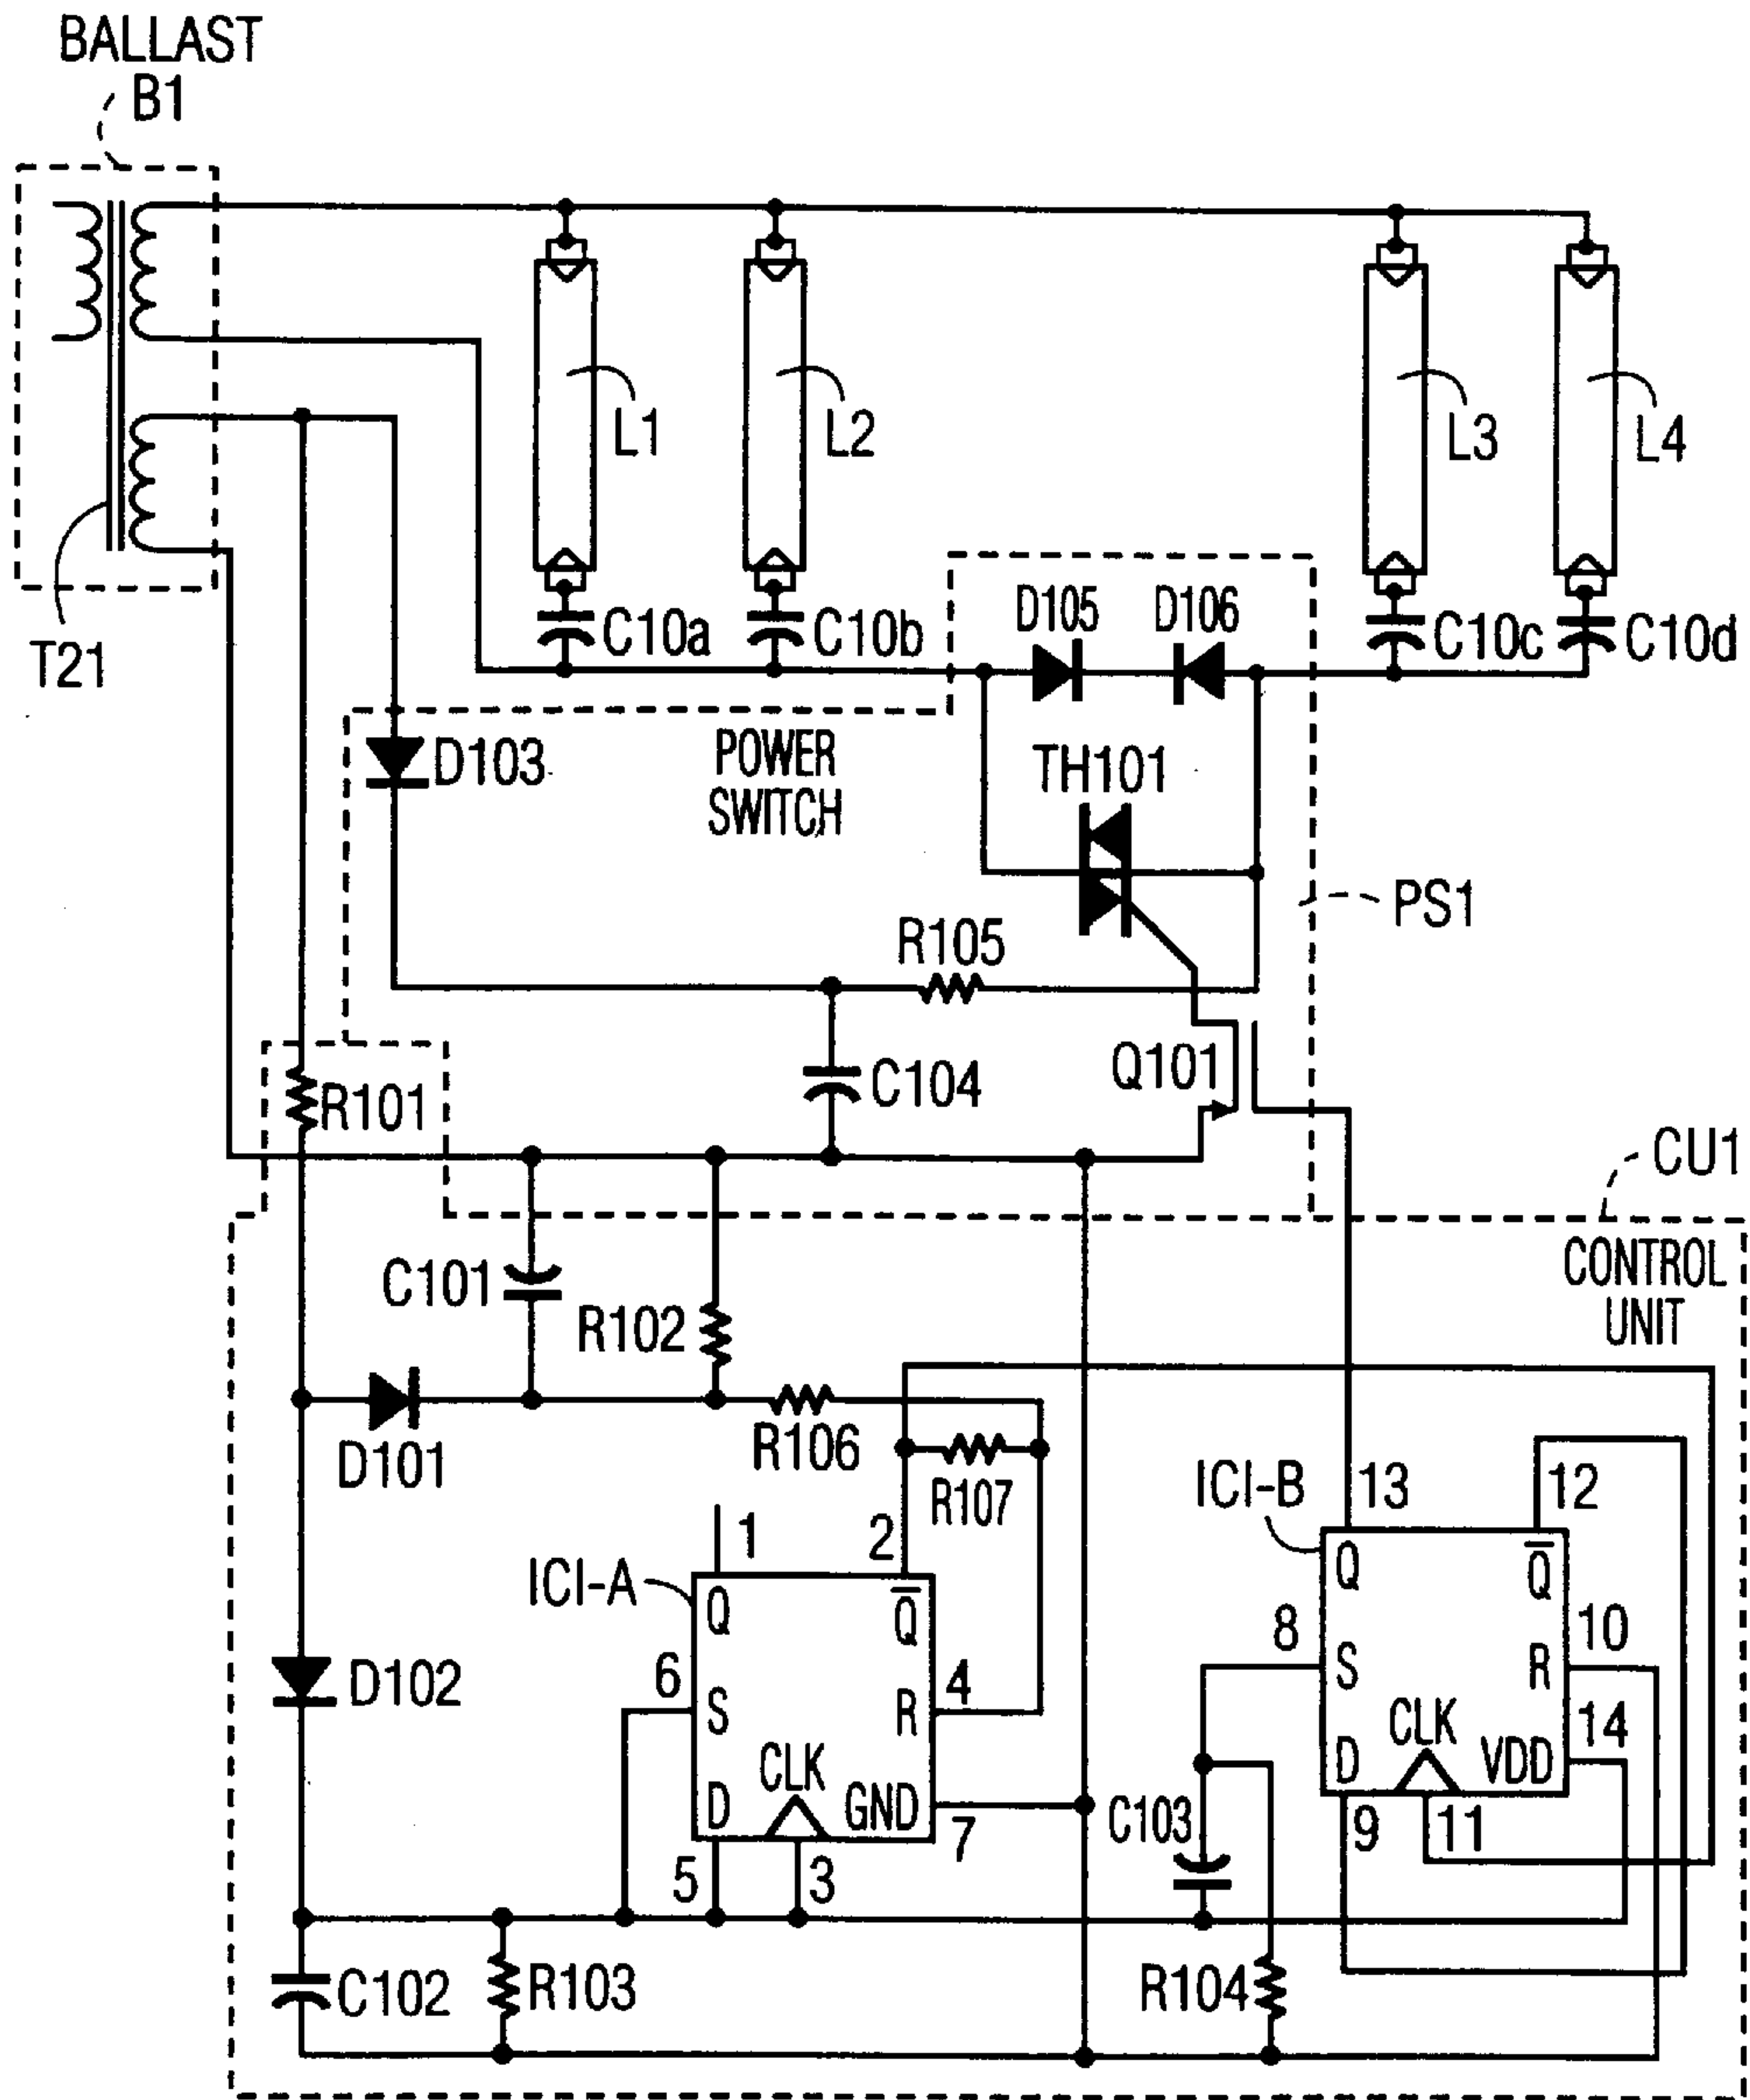 BALLAST
B1
L1
L2
L3
L4
T21
C10a
C10b
D105
D106
C10c
C10d
D103
POWER
SWITCH
TH101
PS1
R105
Q101
C104
R101
CU1
CONTROL
UNIT
C101
R102
D101
R106
R107
ICI-B
13
12
1
2
ICI-A
Q
Q̅
Q
Q̅
8
10
D102
6
S
4
R
S
R
14
CLK
CLK
D
GND
D
VDD
C103
7
9
11
5
3
C102
R103
R104